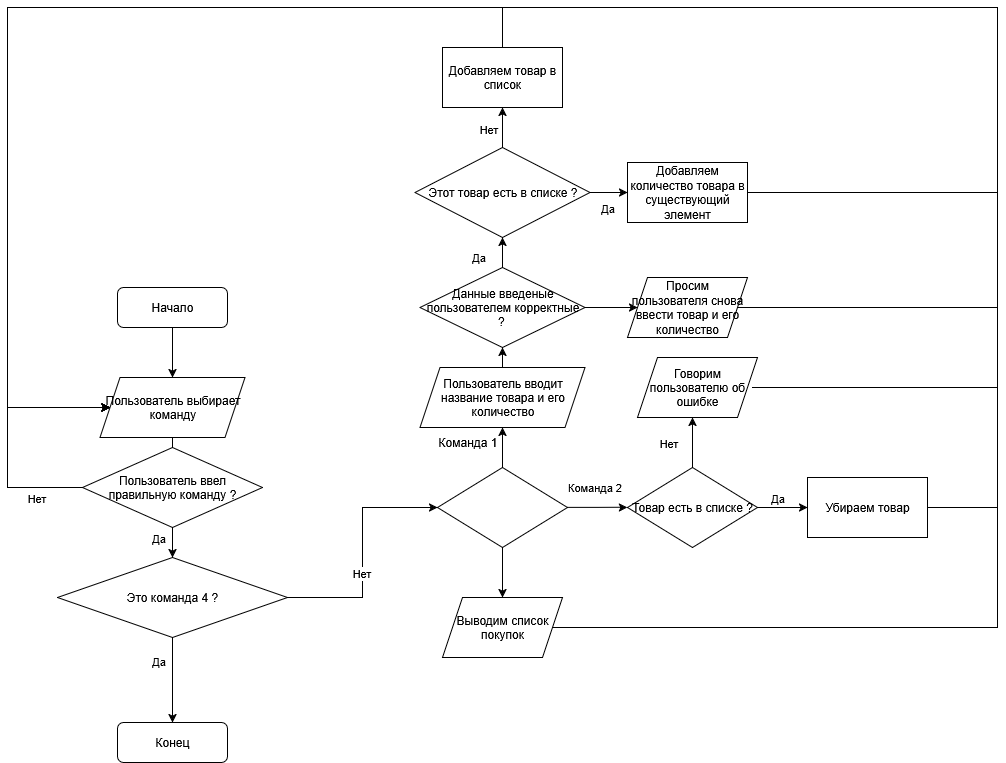 Добавляем товар в
список
Нет
Этот товар есть в списке ?
Да
Добавляем
количество товара в
существующий
элемент
Да
Данные введеные
пользователем корректные
?
Просим
пользователя снова
ввести товар и его
количество
Начало
Пользователь выбирает
команду
Пользователь вводит
название товара и его
количество
Говорим
пользователю об
ошибке
Команда 1
Нет
Пользователь ввел
правильную команду ?
Нет
Команда 2
Товар есть в списке ?
Да
Убираем товар
Да
Нет
Это команда 4 ?
Выводим список
покупок
Да
Конец